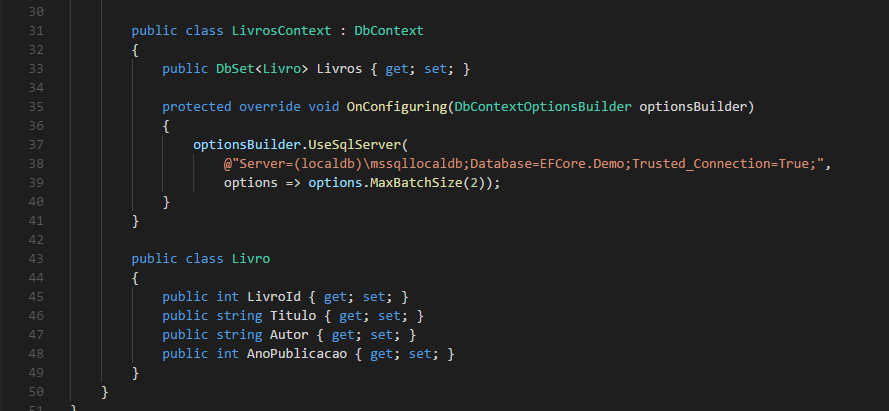 30
31 public class LivrosContext : DbContext
32 {
33 public DbSet<Livro> Livros { get; set; }
34
35 protected override void OnConfiguring(DbContextOptionsBuilder optionsBuilder)
36 {
37 optionsBuilder.UseSqlServer(
38 @"Server=(localdb)\mssqllocaldb;Database=EFCore.Demo;Trusted_Connection=True;",
39 options => options.MaxBatchSize(2));
40 }
41 }
42
43 public class Livro
44 {
45 public int LivroId { get; set; }
46 public string Titulo { get; set; }
47 public string Autor { get; set; }
48 public int AnoPublicacao { get; set; }
49 }
50 }
51 }